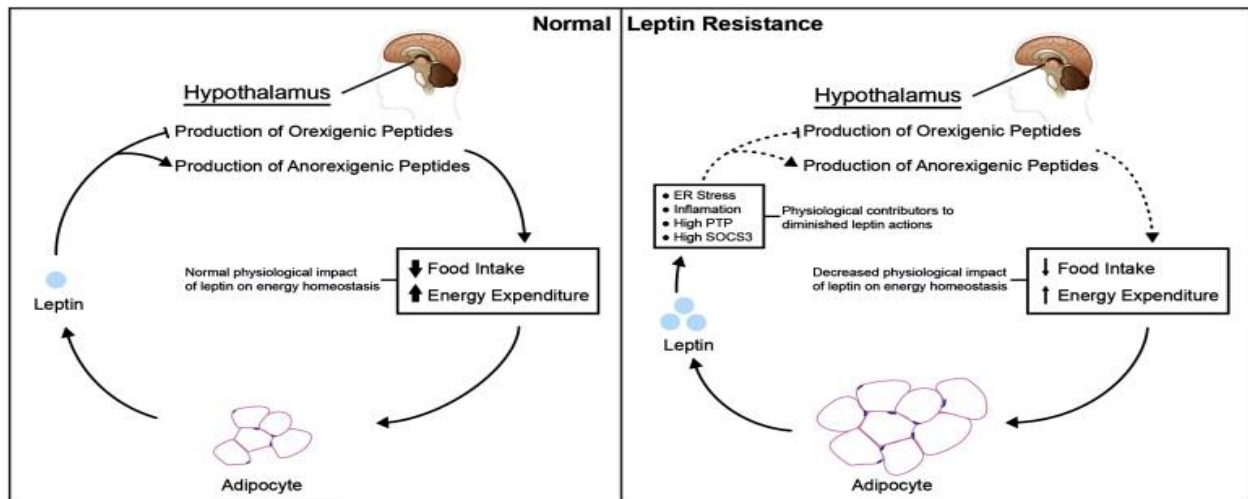 Normal
Hypothalamus
Production of Orexigenic Peptides
Production of Anorexigenic Peptides
Normal physiological impact
of leptin on energy homeostasis
Food Intake
Energy Expenditure
Leptin
Adipocyte
Leptin Resistance
Hypothalamus
Production of Orexigenic Peptides
Production of Anorexigenic Peptides
● ER Stress
● Inflamation
● High PTP
● High SOCS3
Physiological contributors to
diminished leptin actions
Decreased physiological impact
of leptin on energy homeostasis
Food Intake
Energy Expenditure
Leptin
Adipocyte